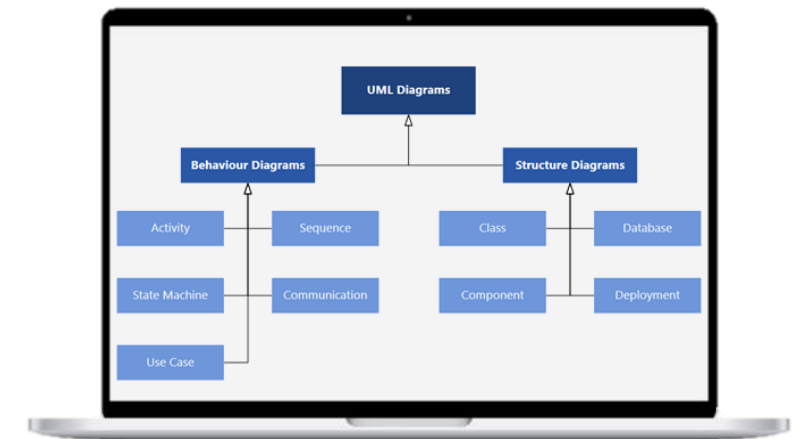 UML Diagrams
Behaviour Diagrams
Structure Diagrams
Activity
Sequence
Class
Database
State Machine
Communication
Component
Deployment
Use Case